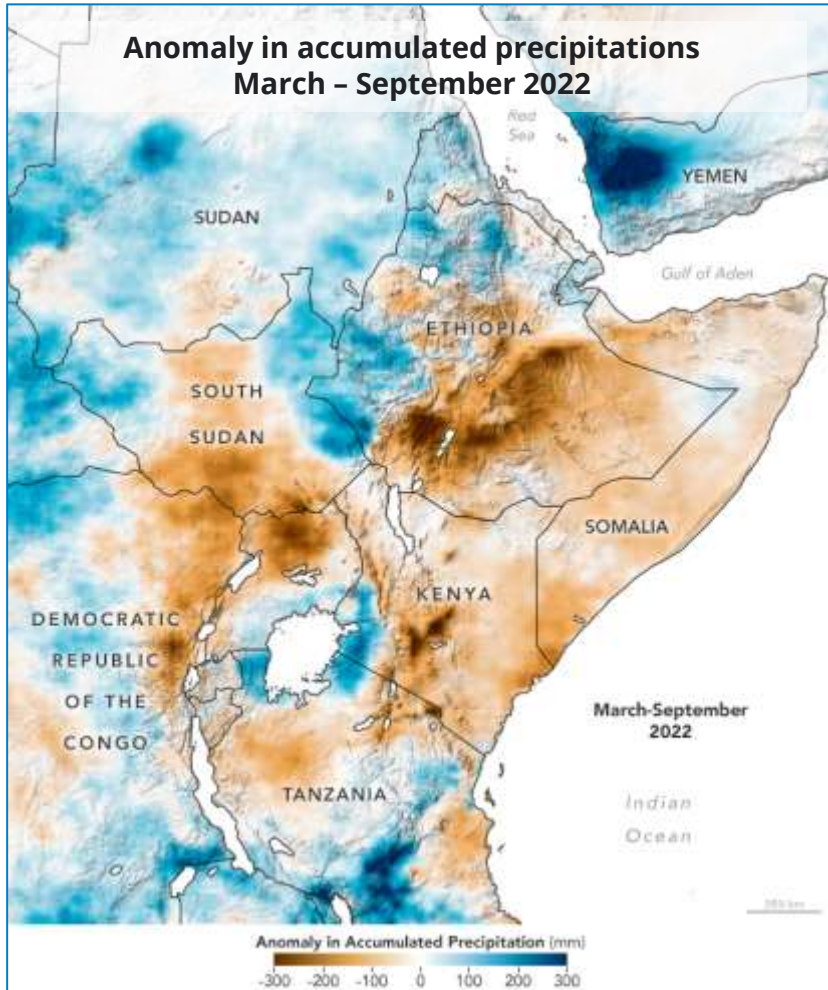 Anomaly in accumulated precipitations
March – September 2022
Red
Sea
YEMEN
SUDAN
Gulf of Aden
ETHIOPIA
SOUTH
SUDAN
SOMALIA
KENYA
DEMOCRATIC
REPUBLIC
OF THE
CONGO
March-September
2022
TANZANIA
Indian
Ocean
Anomaly in Accumulated Precipitation (mm)
-300 -200 -100 0 100 200 300